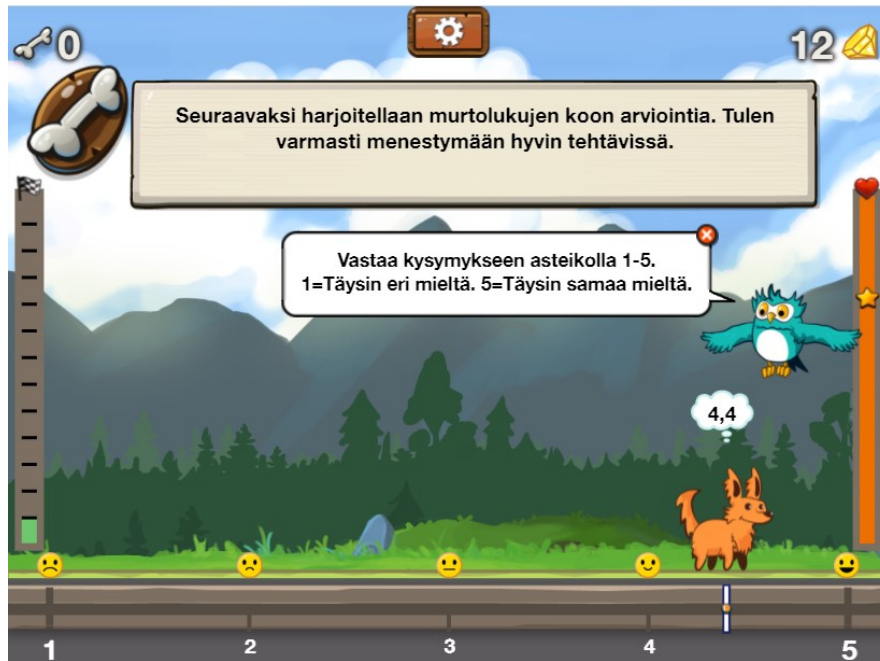 0
12
Seuraavaksi harjoitellaan murtolukujen koon arviointia. Tulen
varmasti menestymään hyvin tehtävissä.
Vastaa kysymykseen asteikolla 1-5.
1=Täysin eri mieltä. 5=Täysin samaa mieltä.
4,4
1 2 3 4 5